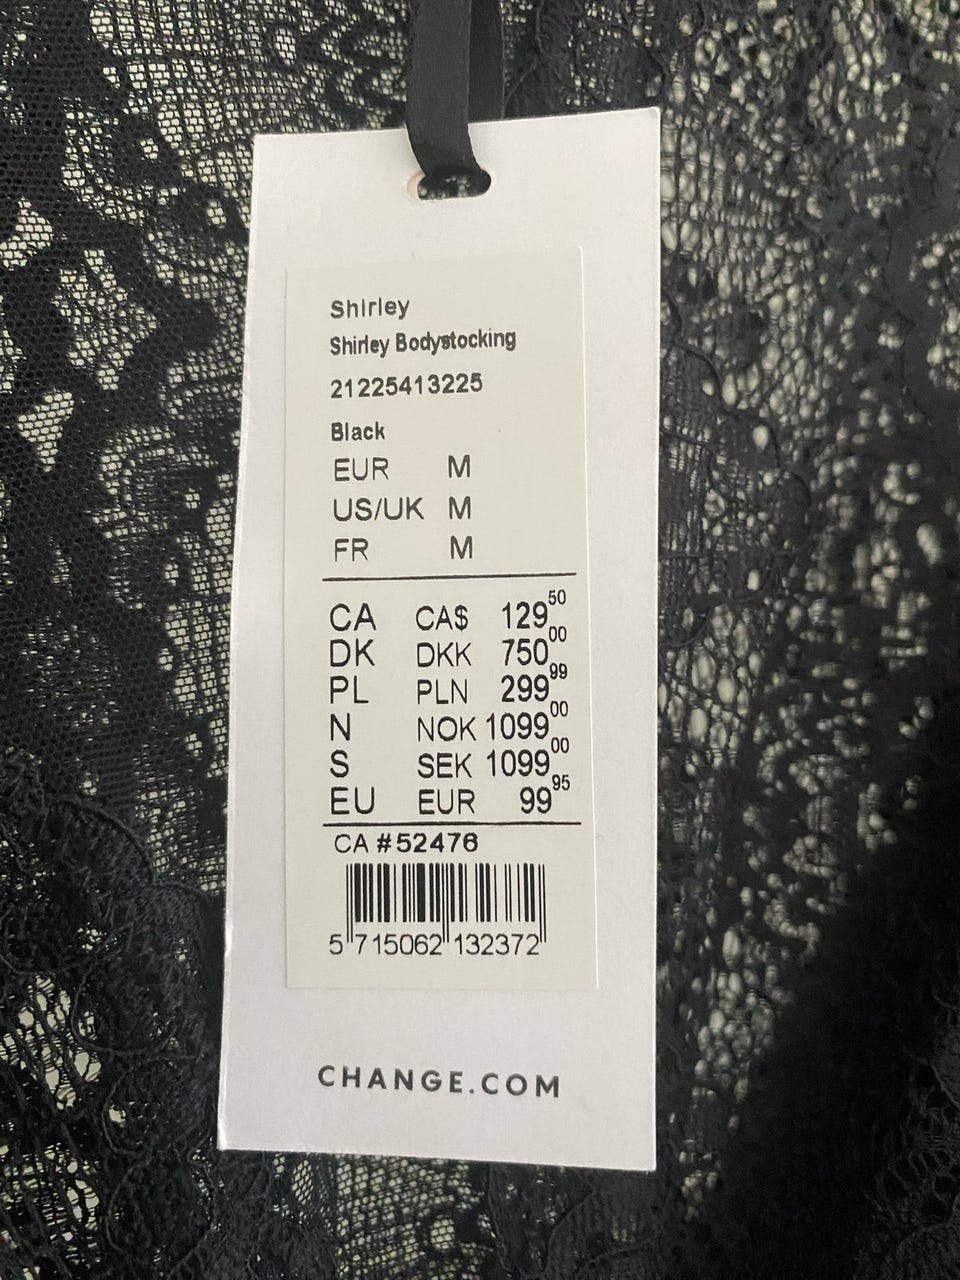 Shirley
Shirley Bodystocking
21225413225
Black
EUR M
US/UK M
FR M
CA CA$ 129 50
DK DKK 750 00
PL PLN 299 99
N NOK 1099 00
S SEK 1099 00
EU EUR 99 95
CA #52476
5 715062 132372
CHANGE.COM